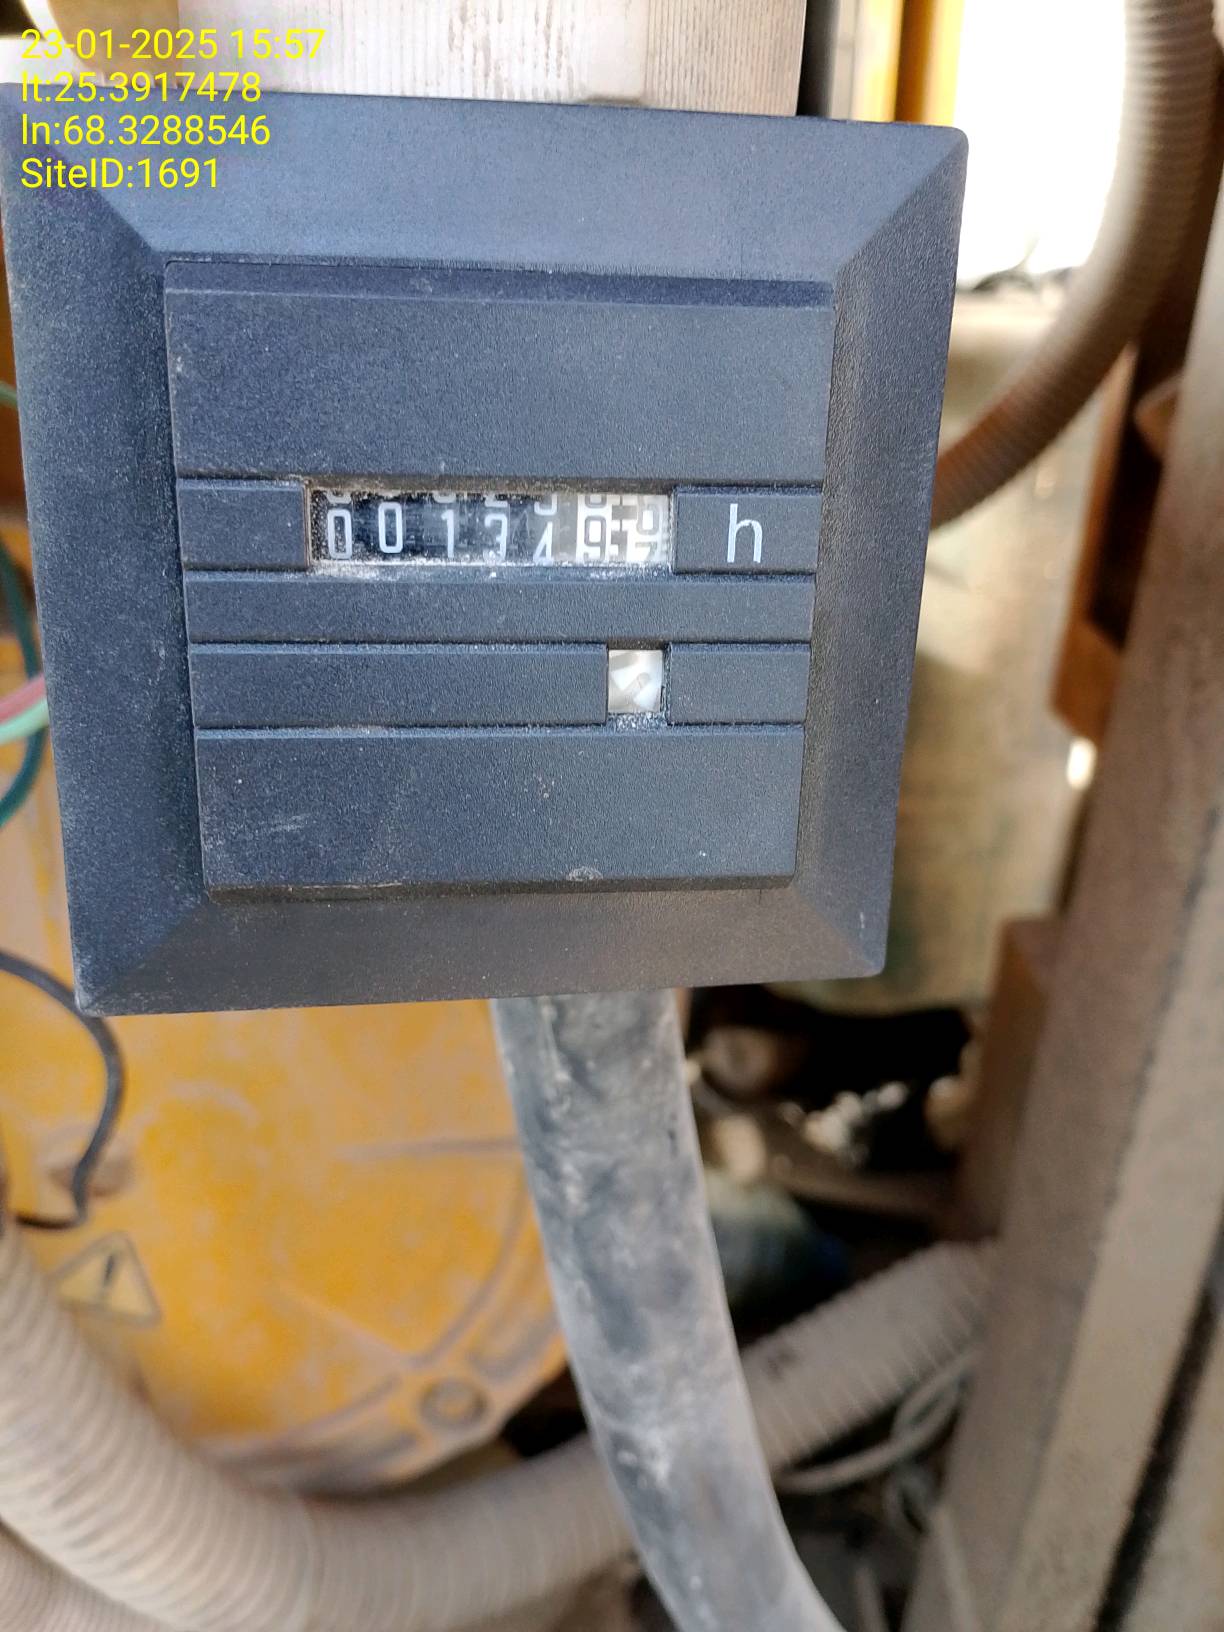 23-01-2025 15:57
lt:25.3917478
ln:68.3288546
SiteID:1691
001349 h